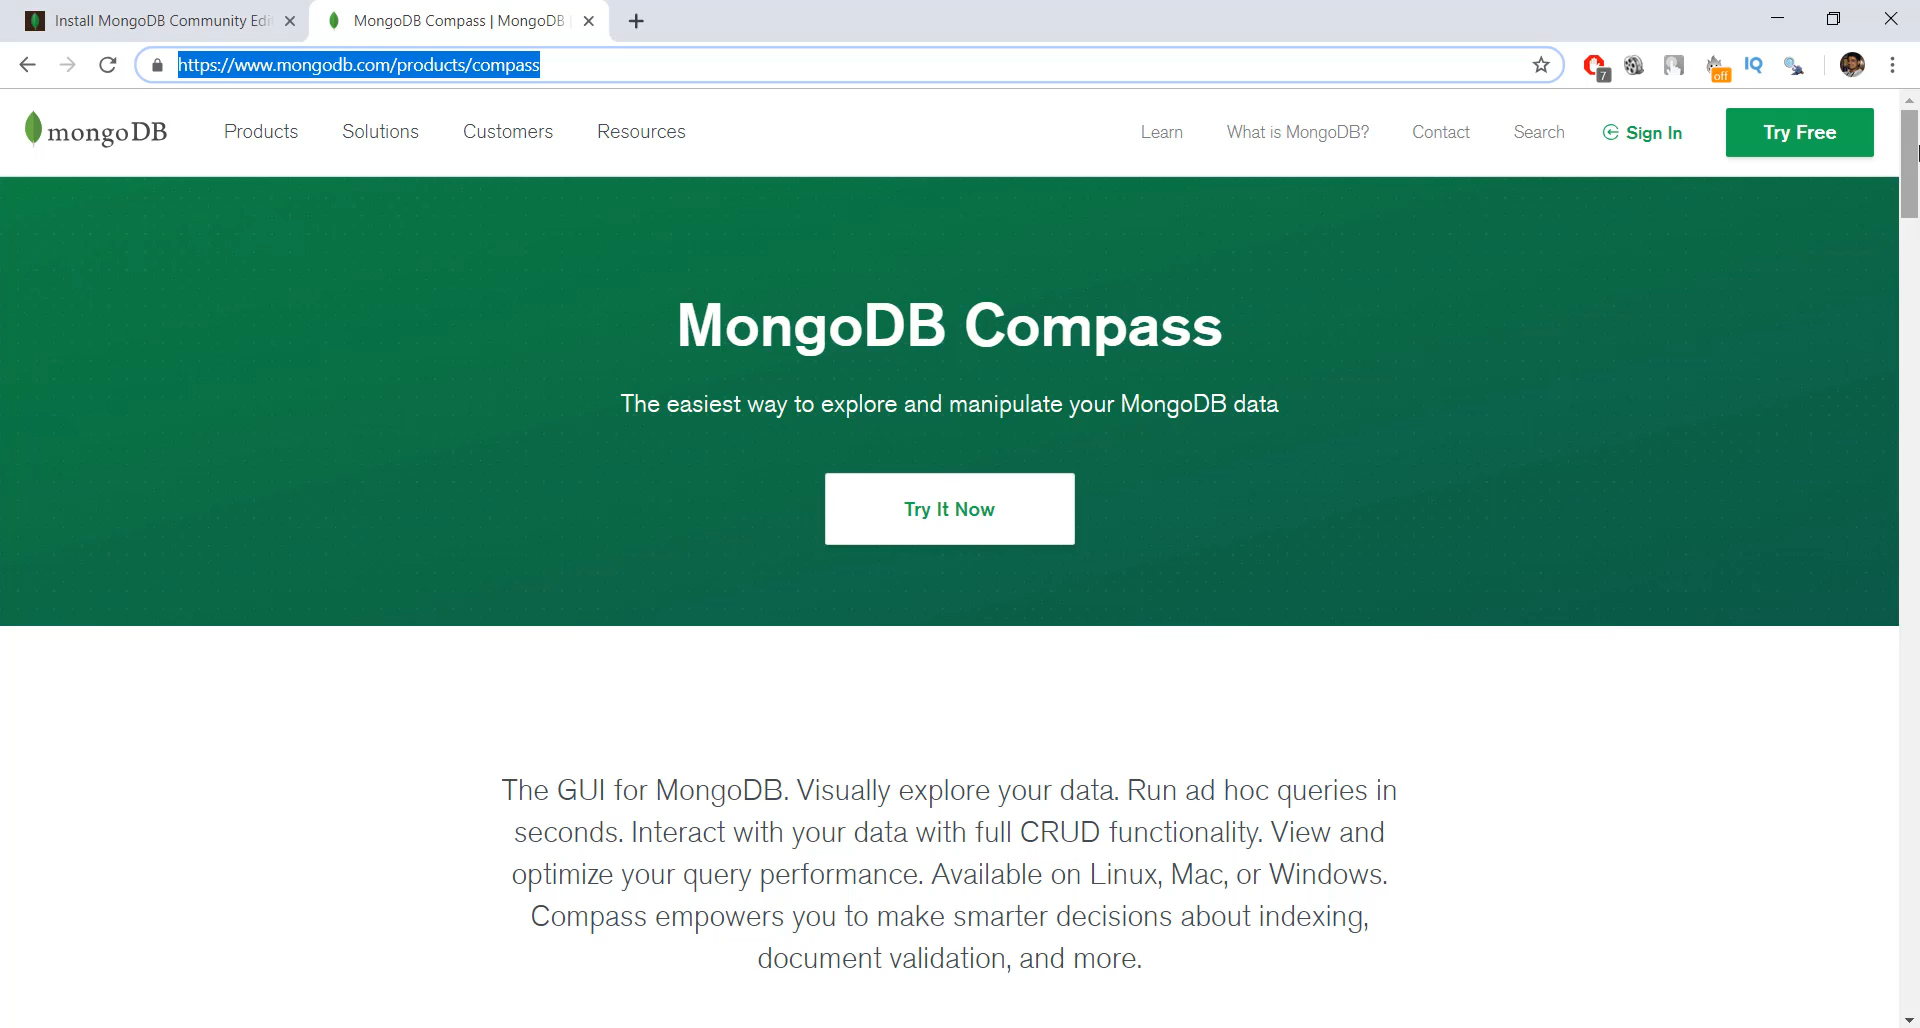 Install MongoDB Community Edi
MongoDB Compass | MongoDB
https://www.mongodb.com/products/compass
7
off
IQ
mongoDB
Products
Solutions
Customers
Resources
Learn
What is MongoDB?
Contact
Search
Sign In
Try Free
MongoDB Compass
The easiest way to explore and manipulate your MongoDB data
Try It Now
The GUI for MongoDB. Visually explore your data. Run ad hoc queries in
seconds. Interact with your data with full CRUD functionality. View and
optimize your query performance. Available on Linux, Mac, or Windows.
Compass empowers you to make smarter decisions about indexing,
document validation, and more.